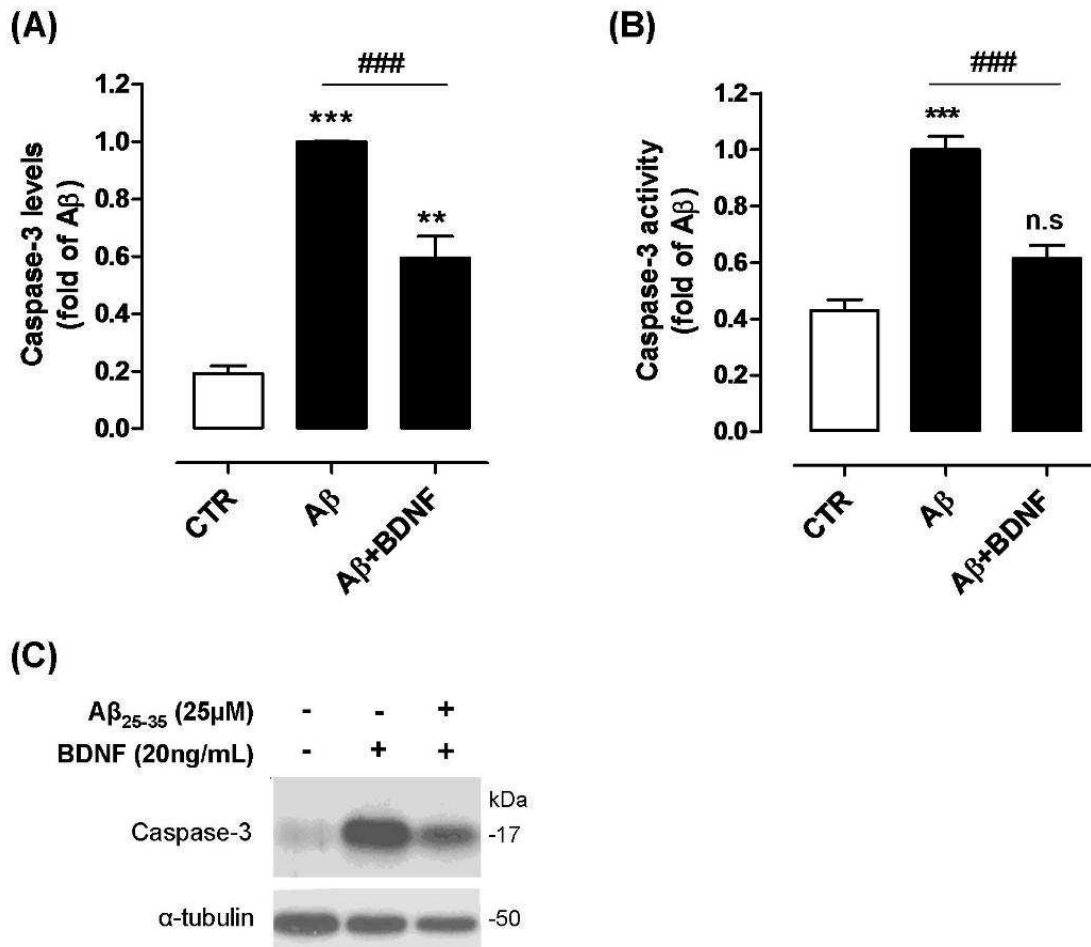 (A)
###
1.2
***
1.0
0.8
**
0.6
0.4
0.2
0.0
Caspase-3 levels
(fold of Aβ)
CTR
Aβ
Aβ+BDNF
(B)
###
1.2
***
1.0
0.8
n.s
0.6
0.4
0.2
0.0
Caspase-3 activity
(fold of Aβ)
CTR
Aβ
Aβ+BDNF
(C)
Aβ25-35 (25µM) - - +
BDNF (20ng/mL) - + +
kDa
Caspase-3 -17
α-tubulin -50